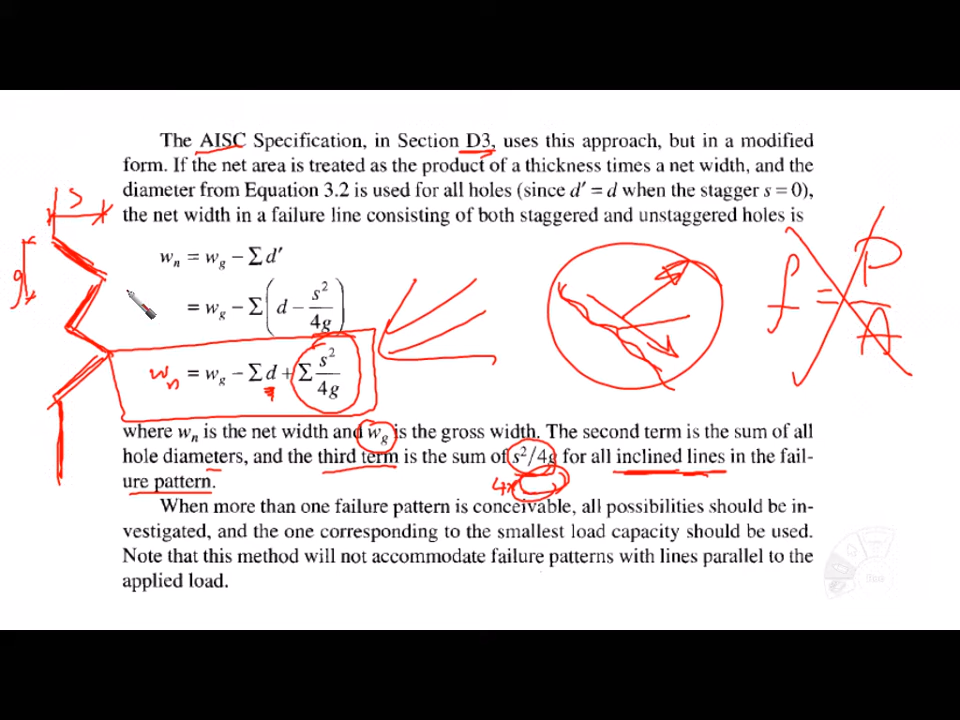 The AISC Specification, in Section D3, uses this approach, but in a modified
form. If the net area is treated as the product of a thickness times a net width, and the
diameter from Equation 3.2 is used for all holes (since d′ = d when the stagger s = 0),
the net width in a failure line consisting of both staggered and unstaggered holes is
s
g
wₙ = w_g − Σ d′
= w_g − Σ(d − s²/4g)
wₙ = w_g − Σ d + Σ s²/4g
f = P/A
where wₙ is the net width and w_g is the gross width. The second term is the sum of all
hole diameters, and the third term is the sum of s²/4g for all inclined lines in the fail-
ure pattern.
4x
When more than one failure pattern is conceivable, all possibilities should be in-
vestigated, and the one corresponding to the smallest load capacity should be used.
Note that this method will not accommodate failure patterns with lines parallel to the
applied load.